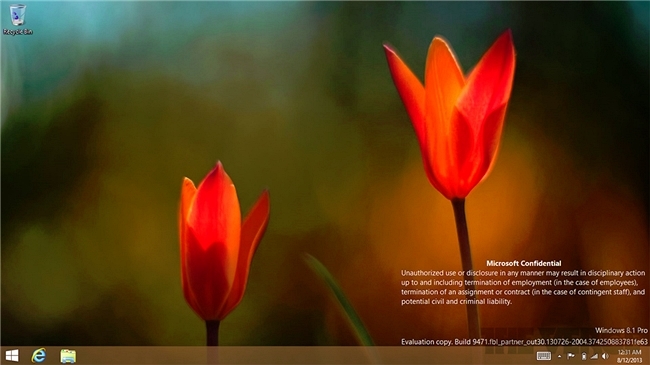 Recycle Bin
Microsoft Confidential
Unauthorized use or disclosure in any manner may result in disciplinary action
up to and including termination of employment (in the case of employees),
termination of an assignment or contract (in the case of contingent staff), and
potential civil and criminal liability.
Windows 8.1 Pro
Evaluation copy. Build 9471.fbl_partner_out30.130726-2004.374250883781fe63
12:31 AM
8/12/2013